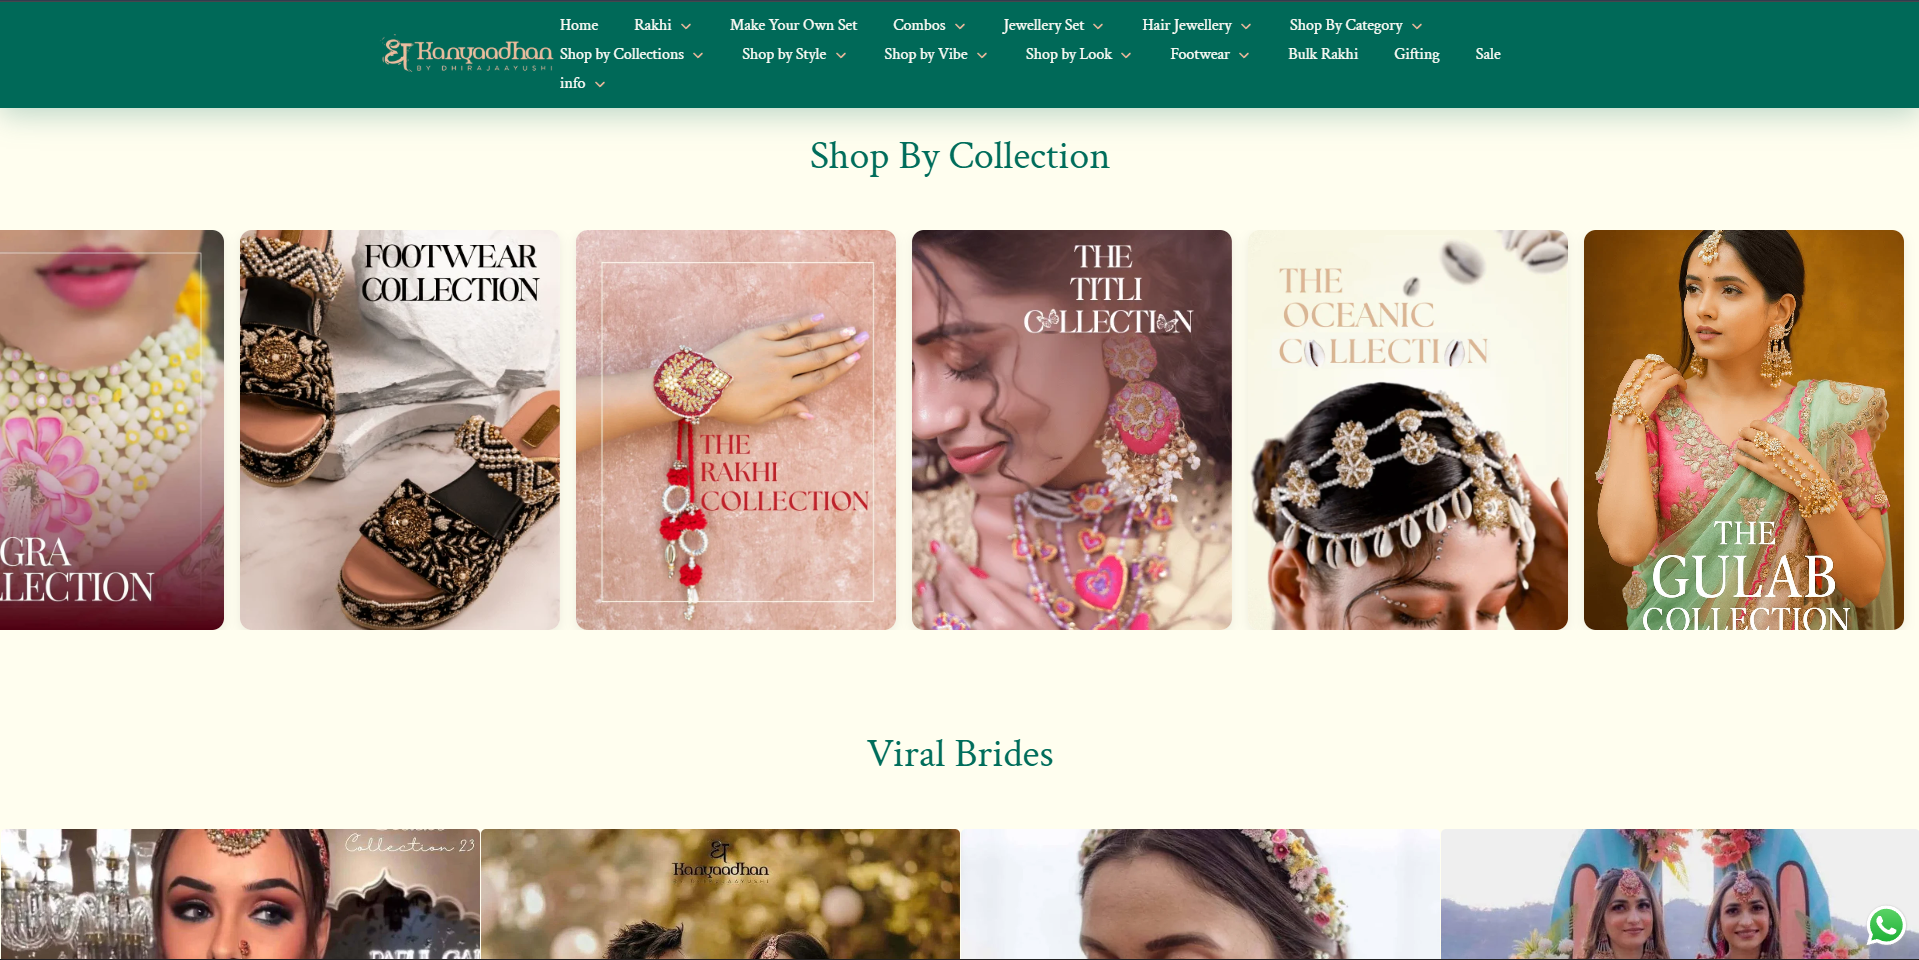 Home Rakhi Make Your Own Set Combos Jewellery Set Hair Jewellery Shop By Category
Kanyaadhan
BY DHIRAJAAYUSHI
Shop by Collections Shop by Style Shop by Vibe Shop by Look Footwear Bulk Rakhi Gifting Sale
info
Shop By Collection
GRA
LLECTION
FOOTWEAR
COLLECTION
THE
RAKHI
COLLECTION
THE
TITLI
COLLECTION
THE
OCEANIC
COLLECTION
THE
GULAB
COLLECTION
Viral Brides
Collection 23
Kanyaadhan